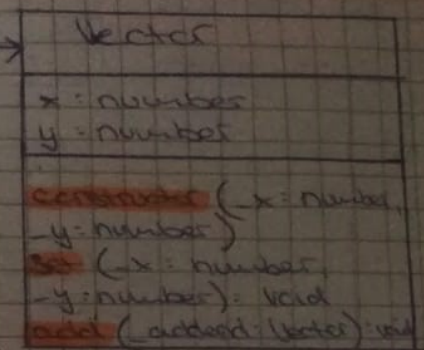 Vector
x : number
y : number
constructor (_x : number,
_y : number)
set (_x : number,
_y : number) : void
add (_addend : Vector) : void